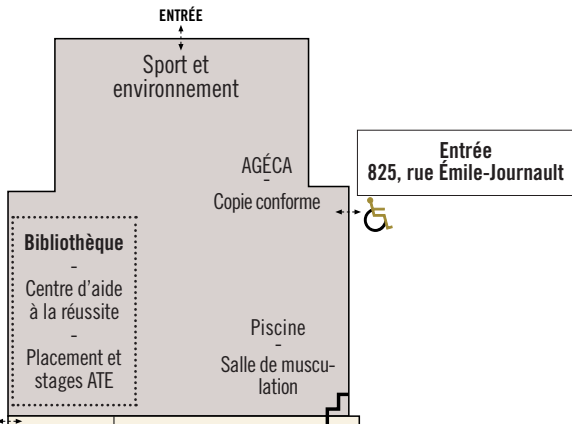 ENTRÉE
Sport et
environnement
AGÉCA
-
Copie conforme
Entrée
825, rue Émile-Journault
Bibliothèque
-
Centre d'aide
à la réussite
-
Placement et
stages ATE
Piscine
-
Salle de muscu-
lation